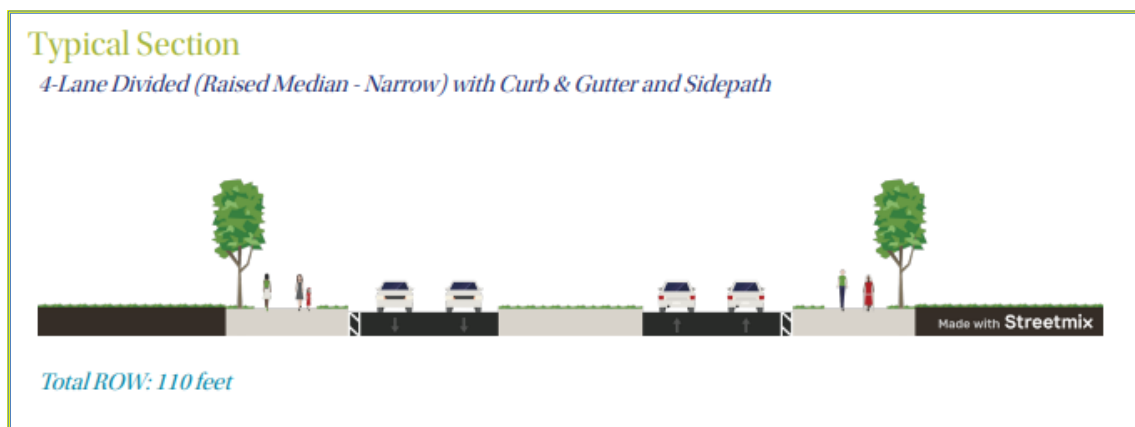 Typical Section
4-Lane Divided (Raised Median - Narrow) with Curb & Gutter and Sidepath
Made with Streetmix
Total ROW: 110 feet